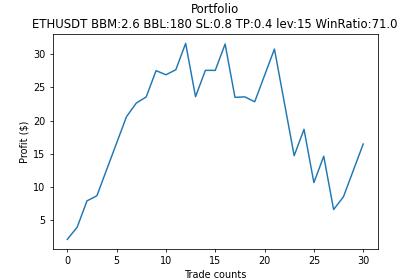 Portfolio
ETHUSDT BBM:2.6 BBL:180 SL:0.8 TP:0.4 lev:15 WinRatio:71.0
30
25
20
15
10
5
Profit ($)
0 5 10 15 20 25 30
Trade counts